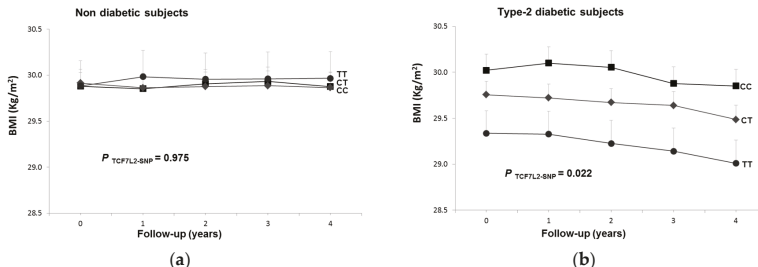 Non diabetic subjects
30.5
30.0
29.5
29.0
28.5
BMI (Kg/m²)
TT
CT
CC
P TCF7L2-SNP = 0.975
0 1 2 3 4
Follow-up (years)
(a)
Type-2 diabetic subjects
30.5
30.0
29.5
29.0
28.5
BMI (Kg/m²)
CC
CT
TT
P TCF7L2-SNP = 0.022
0 1 2 3 4
Follow-up (years)
(b)